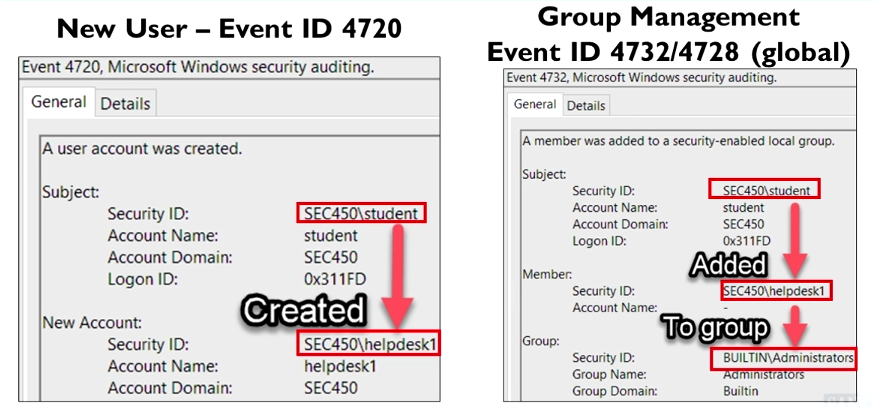 New User – Event ID 4720
Event 4720, Microsoft Windows security auditing.
General Details
A user account was created.
Subject:
Security ID: SEC450\student
Account Name: student
Account Domain: SEC450
Logon ID: 0x311FD
Created
New Account:
Security ID: SEC450\helpdesk1
Account Name: helpdesk1
Account Domain: SEC450
Group Management
Event ID 4732/4728 (global)
Event 4732, Microsoft Windows security auditing.
General Details
A member was added to a security-enabled local group.
Subject:
Security ID: SEC450\student
Account Name: student
Account Domain: SEC450
Logon ID: 0x311FD
Added
Member:
Security ID: SEC450\helpdesk1
Account Name: -
To group
Group:
Security ID: BUILTIN\Administrators
Group Name: Administrators
Group Domain: Builtin